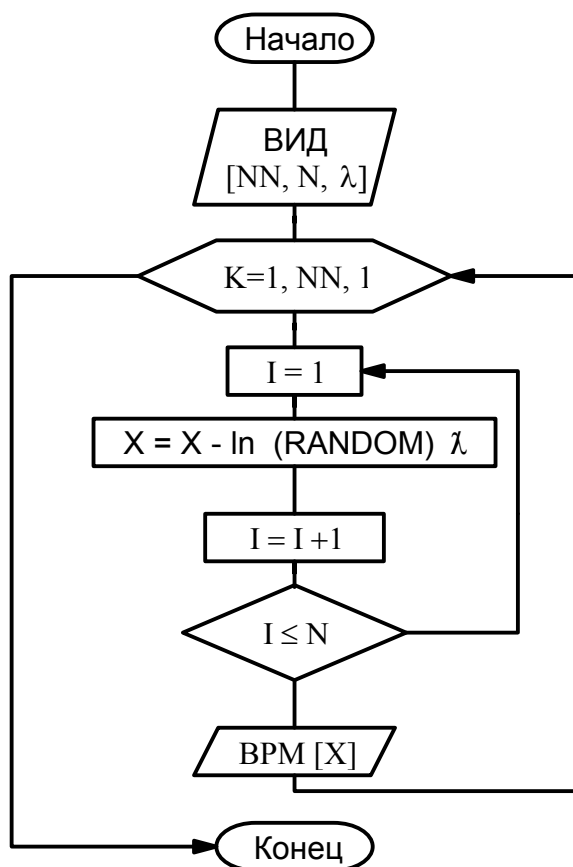 Начало
ВИД
[NN, N, λ]
K=1, NN, 1
I = 1
X = X - ln (RANDOM) λ
I = I +1
I ≤ N
ВРМ [X]
Конец